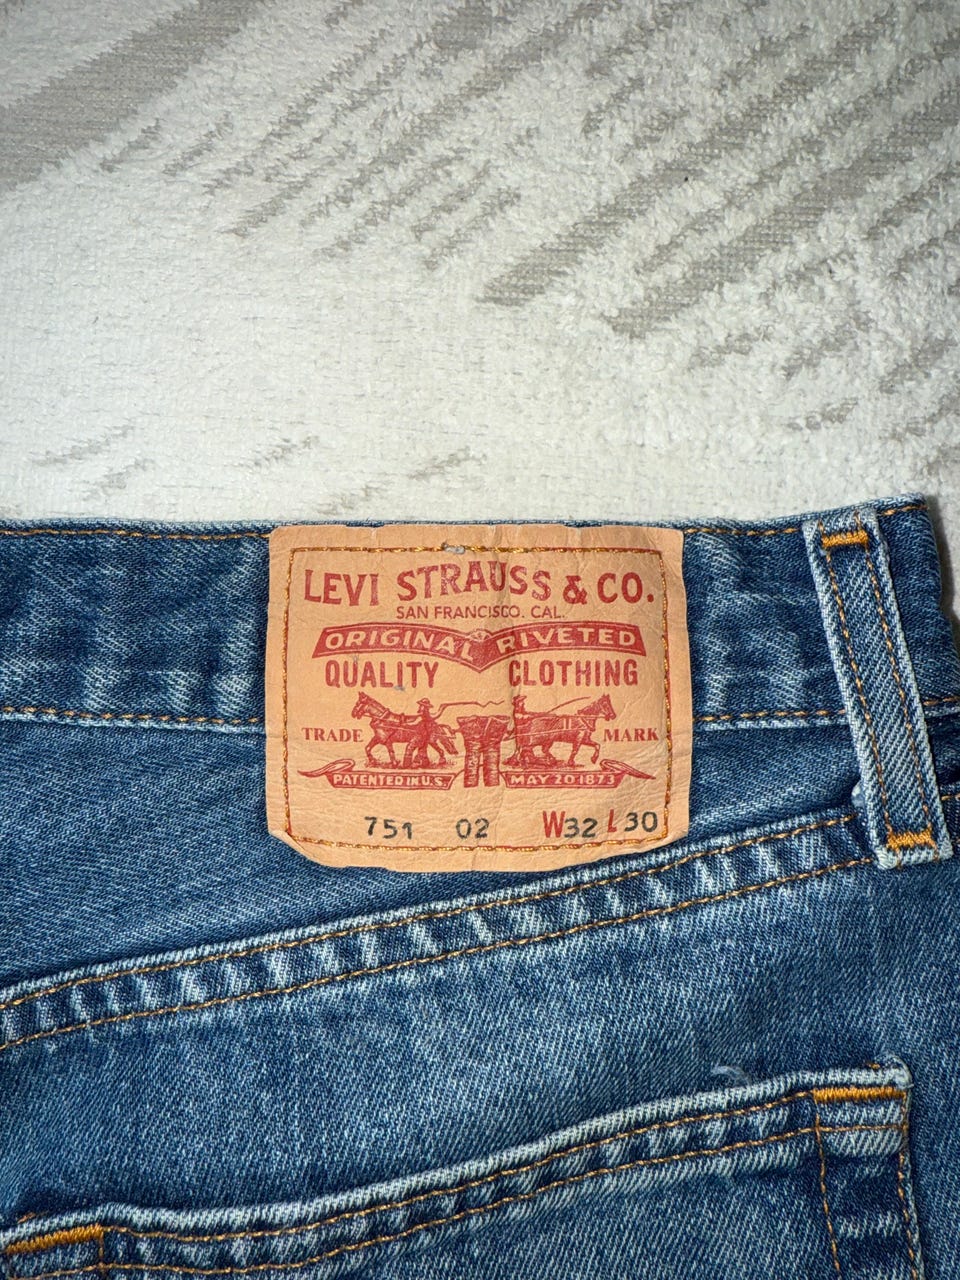 LEVI STRAUSS & CO.
SAN FRANCISCO. CAL.
ORIGINAL RIVETED
QUALITY CLOTHING
TRADE MARK
PATENTED IN U.S. MAY 20 1873
751 02 W32 L30